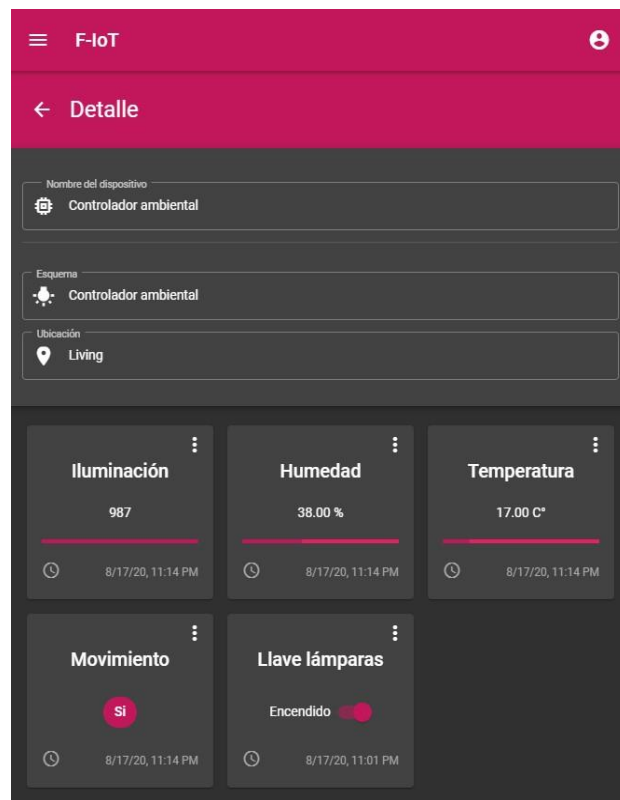 F-IoT
Detalle
Nombre del dispositivo
Controlador ambiental
Esquema
Controlador ambiental
Ubicación
Living
Iluminación
987
8/17/20, 11:14 PM
Humedad
38.00 %
8/17/20, 11:14 PM
Temperatura
17.00 C°
8/17/20, 11:14 PM
Movimiento
Si
8/17/20, 11:14 PM
Llave lámparas
Encendido
8/17/20, 11:01 PM